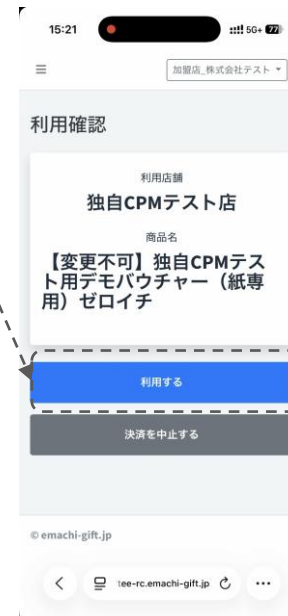 15:21
5G+ 77
加盟店_株式会社テスト
利用確認
利用店舗
独自CPMテスト店
商品名
【変更不可】独自CPMテス
ト用デモバウチャー（紙専
用）ゼロイチ
利用する
決済を中止する
© emachi-gift.jp
tee-rc.emachi-gift.jp